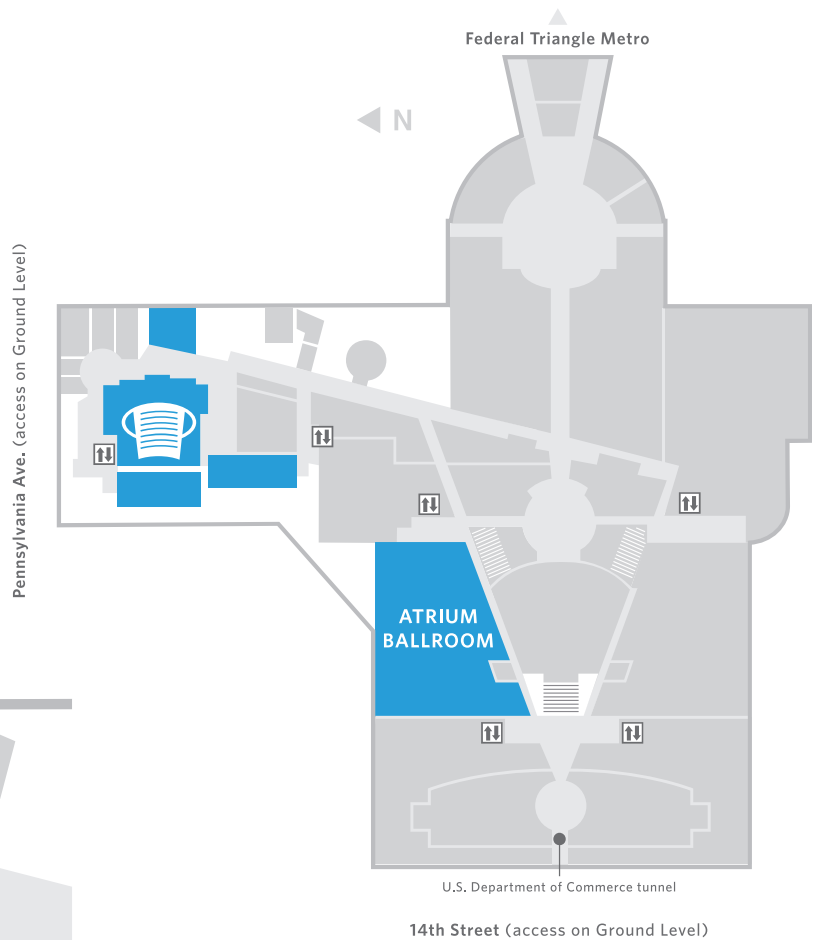 Federal Triangle Metro
N
Pennsylvania Ave. (access on Ground Level)
ATRIUM
BALLROOM
U.S. Department of Commerce tunnel
14th Street (access on Ground Level)